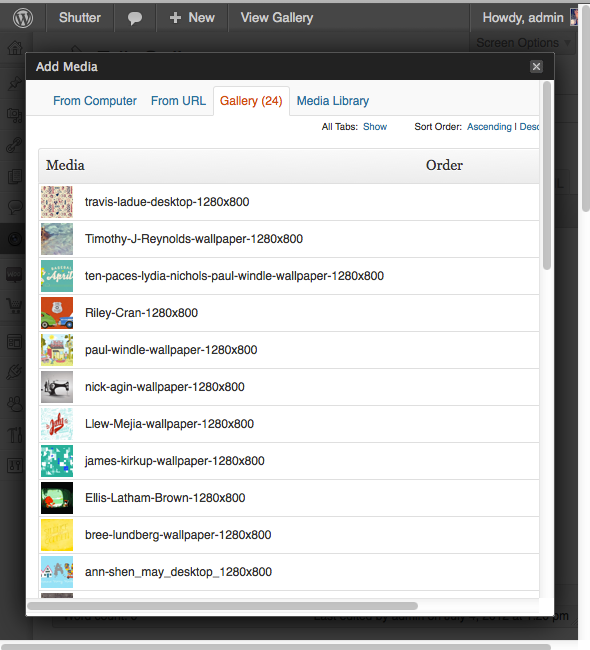 Shutter + New View Gallery Howdy, admin
Screen Options
Add Media
From Computer From URL Gallery (24) Media Library
All Tabs: Show Sort Order: Ascending | Desc
Media Order
travis-ladue-desktop-1280x800
Timothy-J-Reynolds-wallpaper-1280x800
ten-paces-lydia-nichols-paul-windle-wallpaper-1280x800
Riley-Cran-1280x800
paul-windle-wallpaper-1280x800
nick-agin-wallpaper-1280x800
Llew-Mejia-wallpaper-1280x800
james-kirkup-wallpaper-1280x800
Ellis-Latham-Brown-1280x800
bree-lundberg-wallpaper-1280x800
ann-shen_may_desktop_1280x800
Word count: 0 Last edited by admin on July 4, 2012 at 1:20 pm